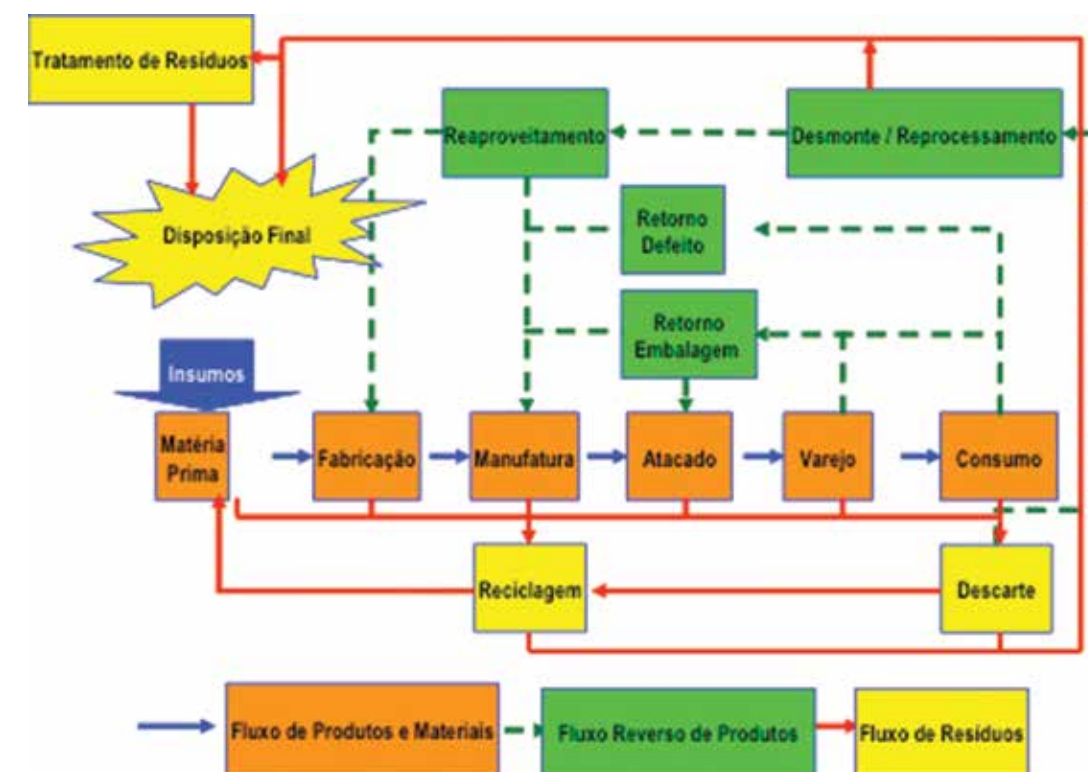 Tratamento de Resíduos
Reaproveitamento
Desmonte / Reprocessamento
Retorno
Defeito
Disposição Final
Retorno
Embalagem
Insumos
Matéria
Prima
Fabricação
Manufatura
Atacado
Varejo
Consumo
Reciclagem
Descarte
Fluxo de Produtos e Materiais
Fluxo Reverso de Produtos
Fluxo de Resíduos